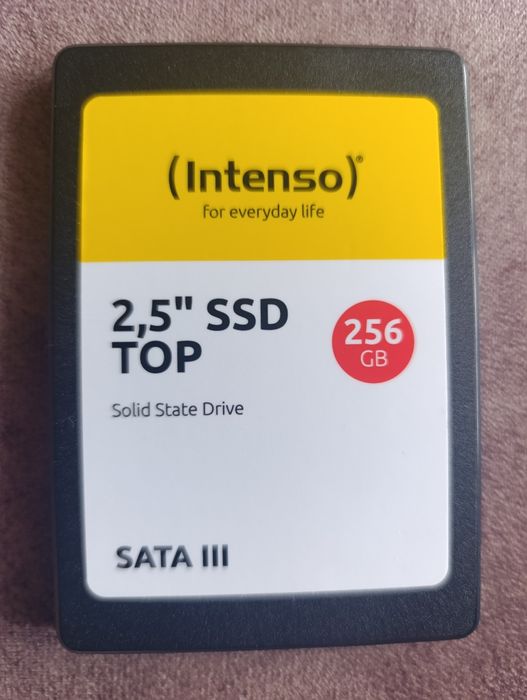 (Intenso)®
for everyday life
2,5" SSD
TOP
256
GB
Solid State Drive
SATA III